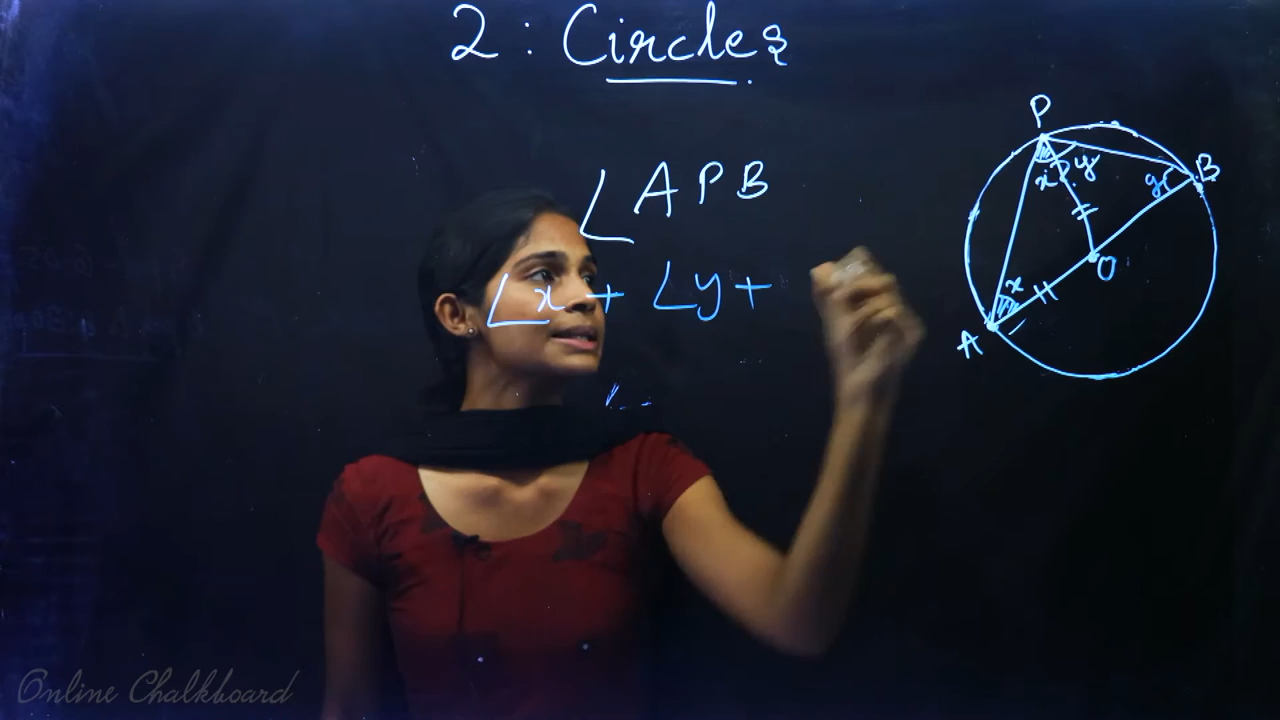 2 : Circles
∠APB
∠x + ∠y +
P
x y
y B
O
x
A
Online Chalkboard